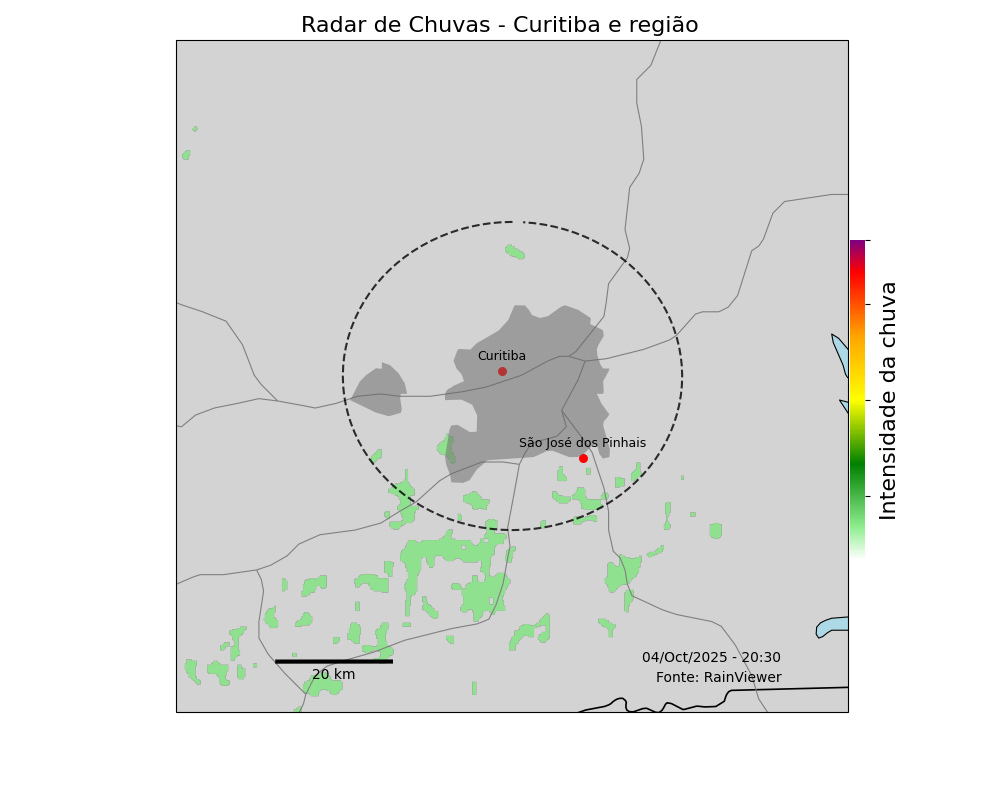 Radar de Chuvas - Curitiba e região
Curitiba
São José dos Pinhais
Intensidade da chuva
04/Oct/2025 - 20:30
Fonte: RainViewer
20 km